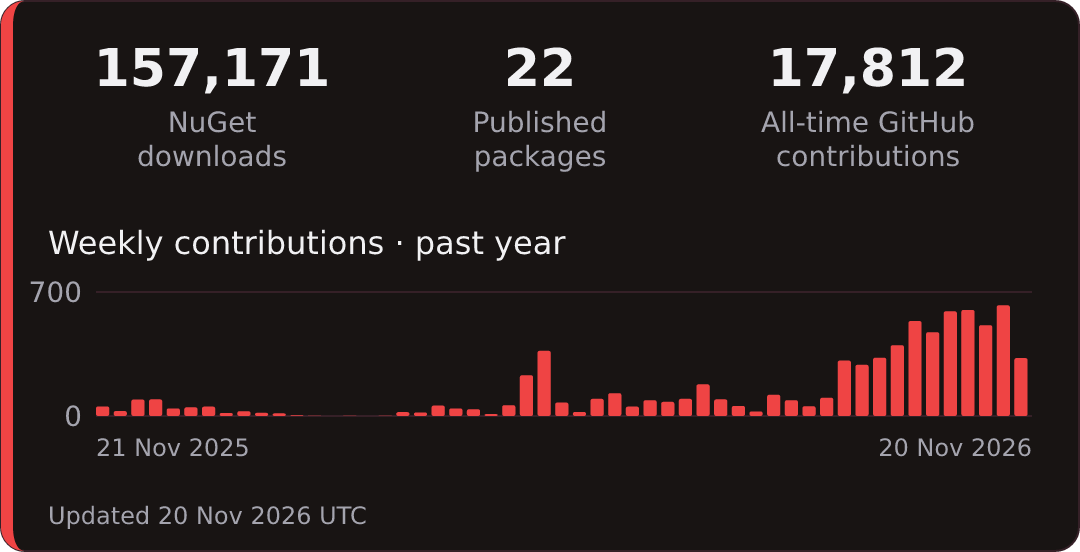 157,171
NuGet
downloads
22
Published
packages
17,812
All-time GitHub
contributions
Weekly contributions · past year
700
0
21 Nov 2025
20 Nov 2026
Updated 20 Nov 2026 UTC